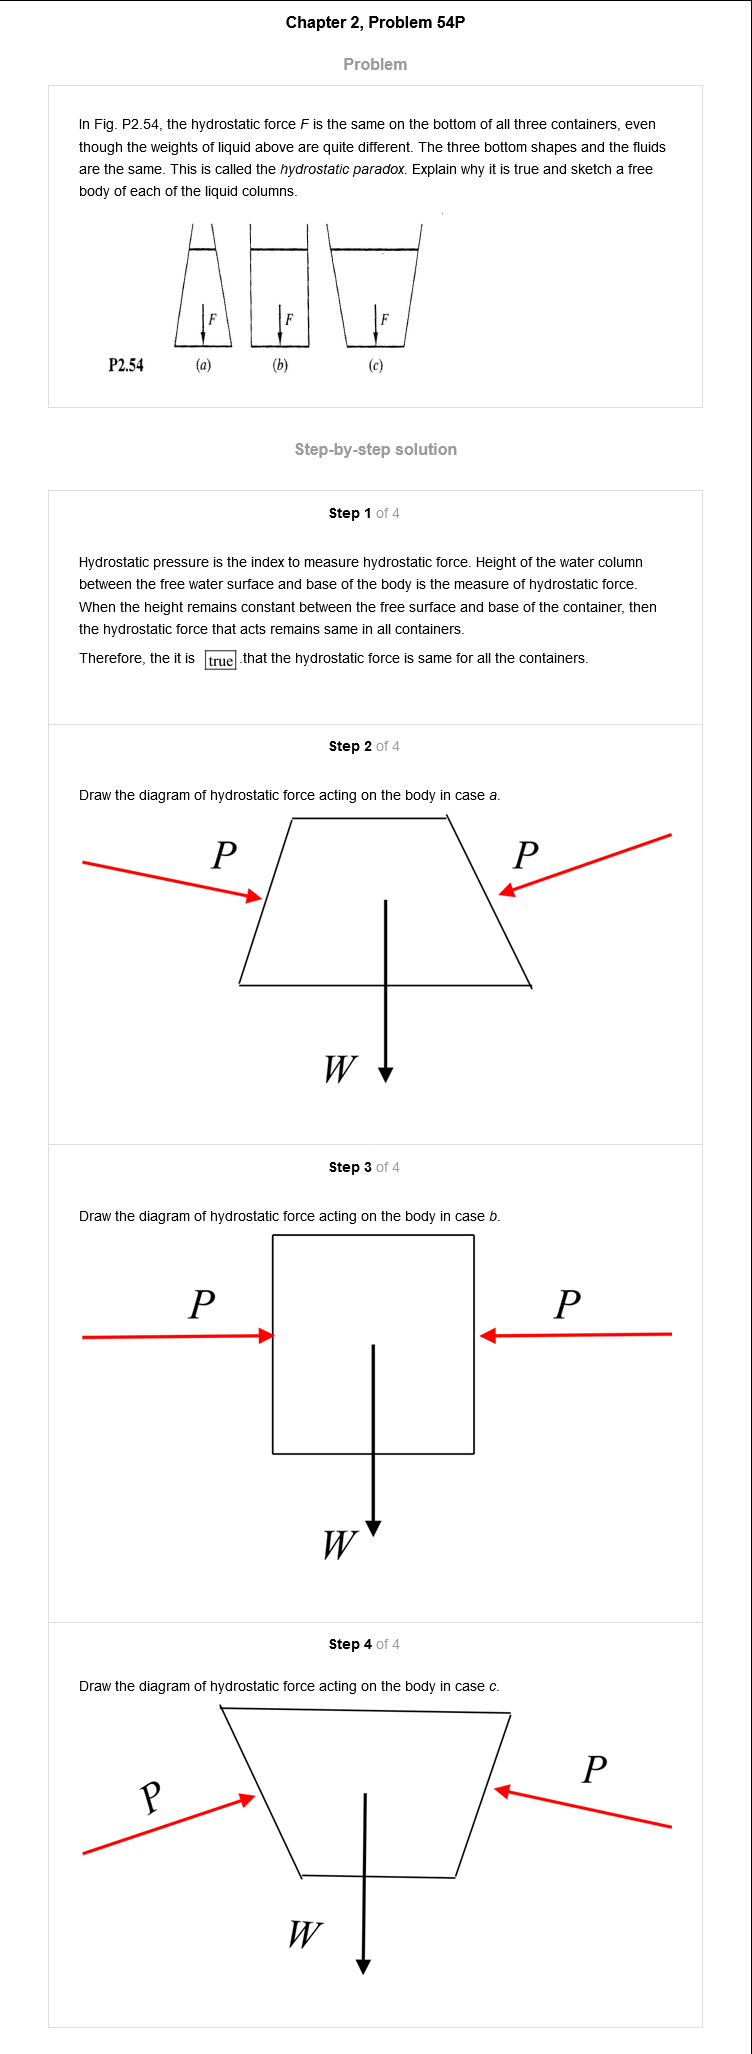 Chapter 2, Problem 54P
Problem
In Fig. P2.54, the hydrostatic force F is the same on the bottom of all three containers, even
though the weights of liquid above are quite different. The three bottom shapes and the fluids
are the same. This is called the hydrostatic paradox. Explain why it is true and sketch a free
body of each of the liquid columns.
F F F
P2.54 (a) (b) (c)
Step-by-step solution
Step 1 of 4
Hydrostatic pressure is the index to measure hydrostatic force. Height of the water column
between the free water surface and base of the body is the measure of hydrostatic force.
When the height remains constant between the free surface and base of the container, then
the hydrostatic force that acts remains same in all containers.
Therefore, the it is true .that the hydrostatic force is same for all the containers.
Step 2 of 4
Draw the diagram of hydrostatic force acting on the body in case a.
P P
W
Step 3 of 4
Draw the diagram of hydrostatic force acting on the body in case b.
P P
W
Step 4 of 4
Draw the diagram of hydrostatic force acting on the body in case c.
P P
W